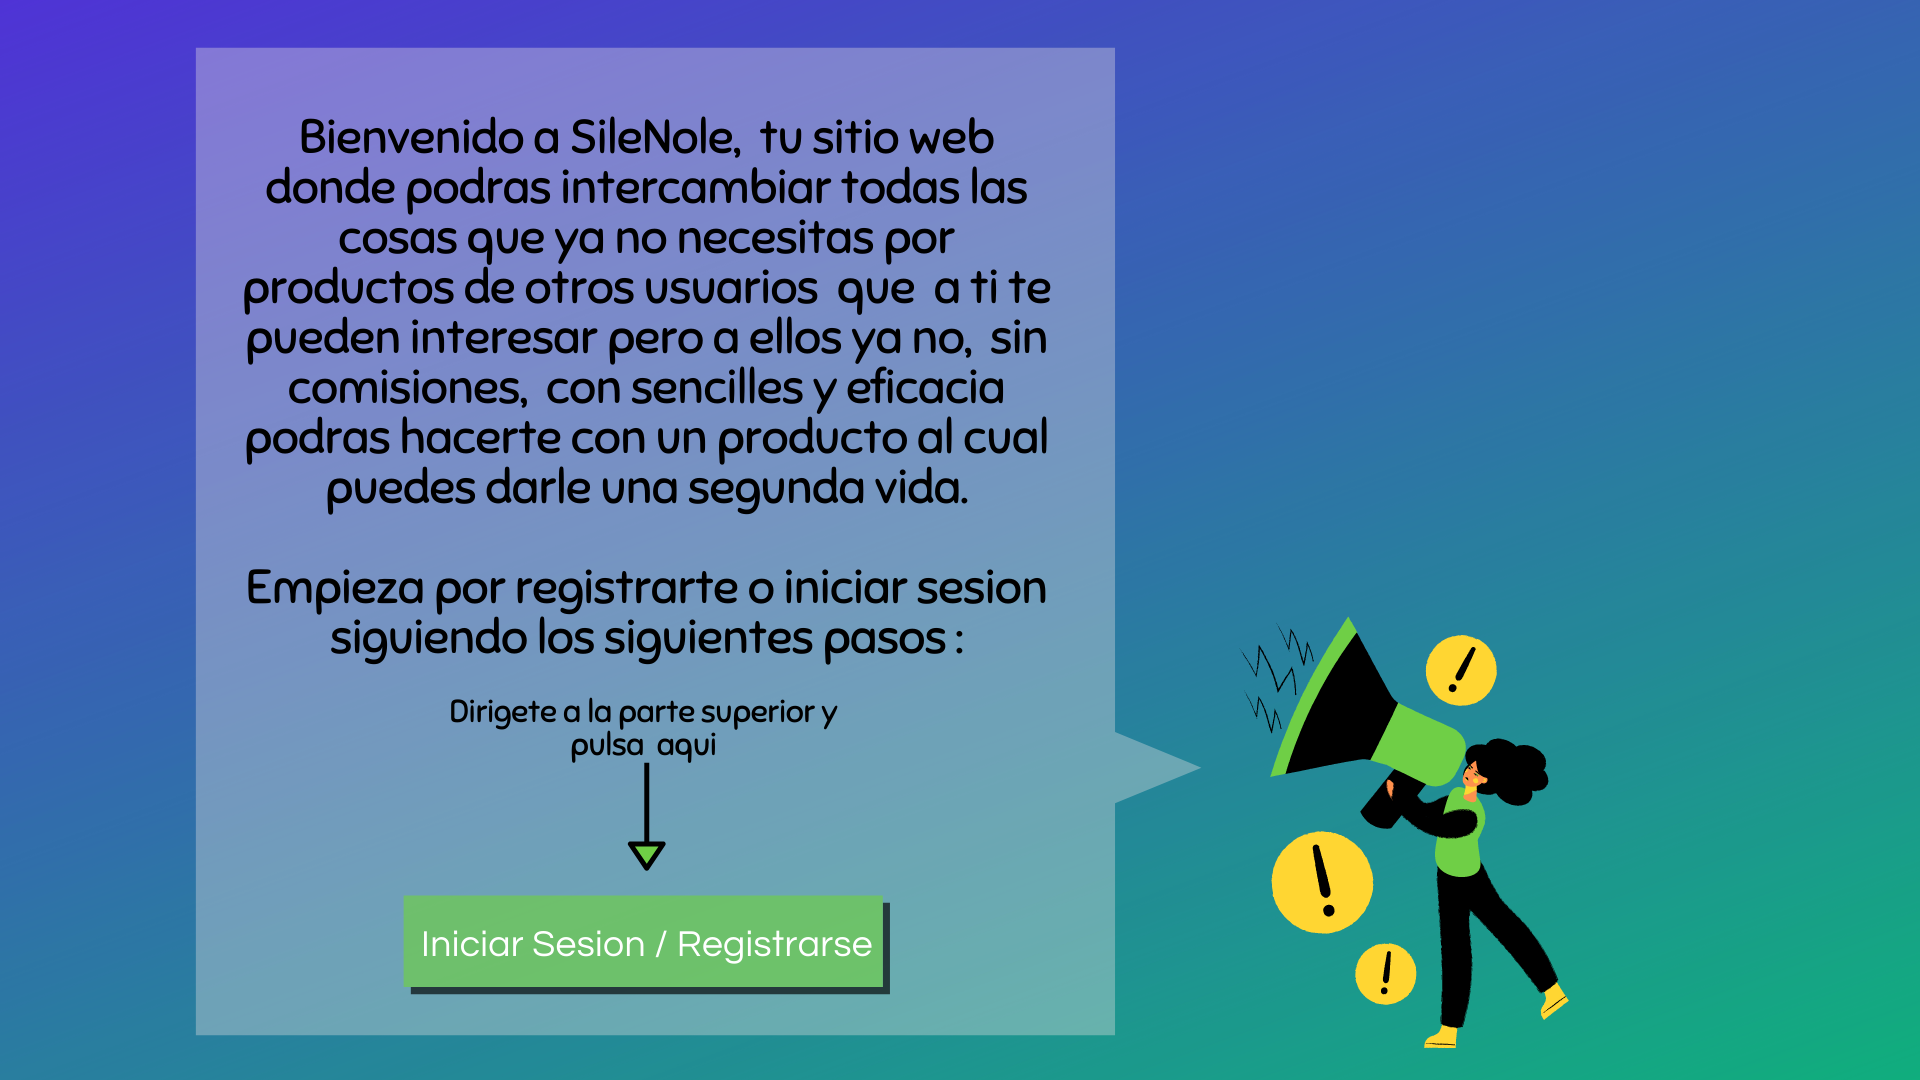 Bienvenido a SileNole, tu sitio web
donde podras intercambiar todas las
cosas que ya no necesitas por
productos de otros usuarios que a ti te
pueden interesar pero a ellos ya no, sin
comisiones, con sencilles y eficacia
podras hacerte con un producto al cual
puedes darle una segunda vida.
Empieza por registrarte o iniciar sesion
siguiendo los siguientes pasos :
Dirigete a la parte superior y
pulsa aqui
Iniciar Sesion / Registrarse